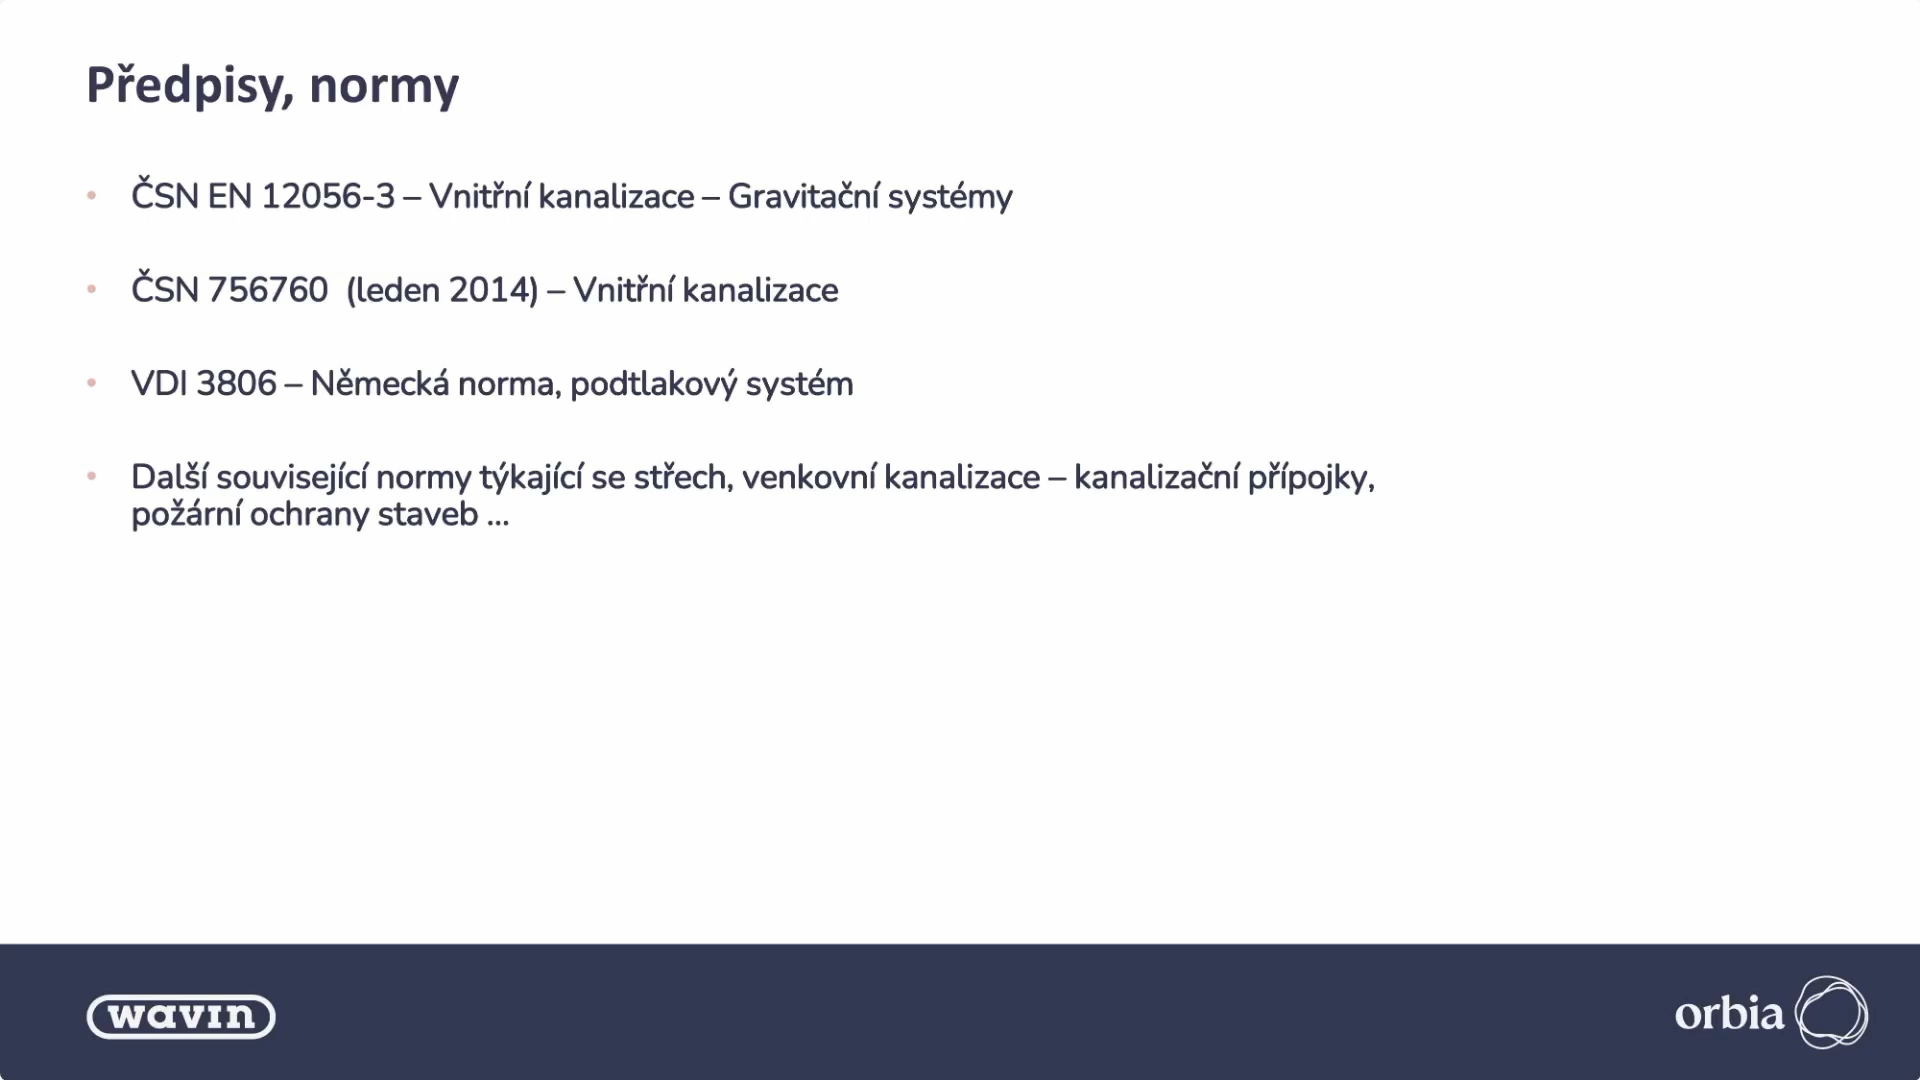 Předpisy, normy
• ČSN EN 12056-3 – Vnitřní kanalizace – Gravitační systémy
• ČSN 756760 (leden 2014) – Vnitřní kanalizace
• VDI 3806 – Německá norma, podtlakový systém
• Další související normy týkající se střech, venkovní kanalizace – kanalizační přípojky,
požární ochrany staveb ...
wavin
orbia